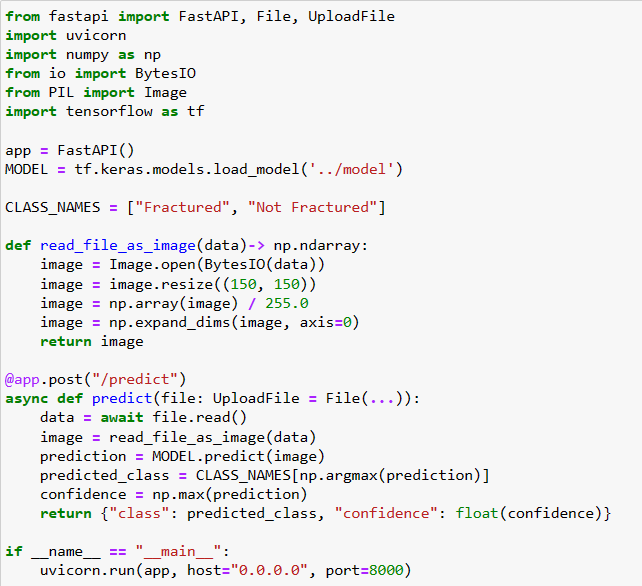 from fastapi import FastAPI, File, UploadFile
import uvicorn
import numpy as np
from io import BytesIO
from PIL import Image
import tensorflow as tf

app = FastAPI()
MODEL = tf.keras.models.load_model('../model')

CLASS_NAMES = ["Fractured", "Not Fractured"]

def read_file_as_image(data)-> np.ndarray:
    image = Image.open(BytesIO(data))
    image = image.resize((150, 150))
    image = np.array(image) / 255.0
    image = np.expand_dims(image, axis=0)
    return image

@app.post("/predict")
async def predict(file: UploadFile = File(...)):
    data = await file.read()
    image = read_file_as_image(data)
    prediction = MODEL.predict(image)
    predicted_class = CLASS_NAMES[np.argmax(prediction)]
    confidence = np.max(prediction)
    return {"class": predicted_class, "confidence": float(confidence)}

if __name__ == "__main__":
    uvicorn.run(app, host="0.0.0.0", port=8000)